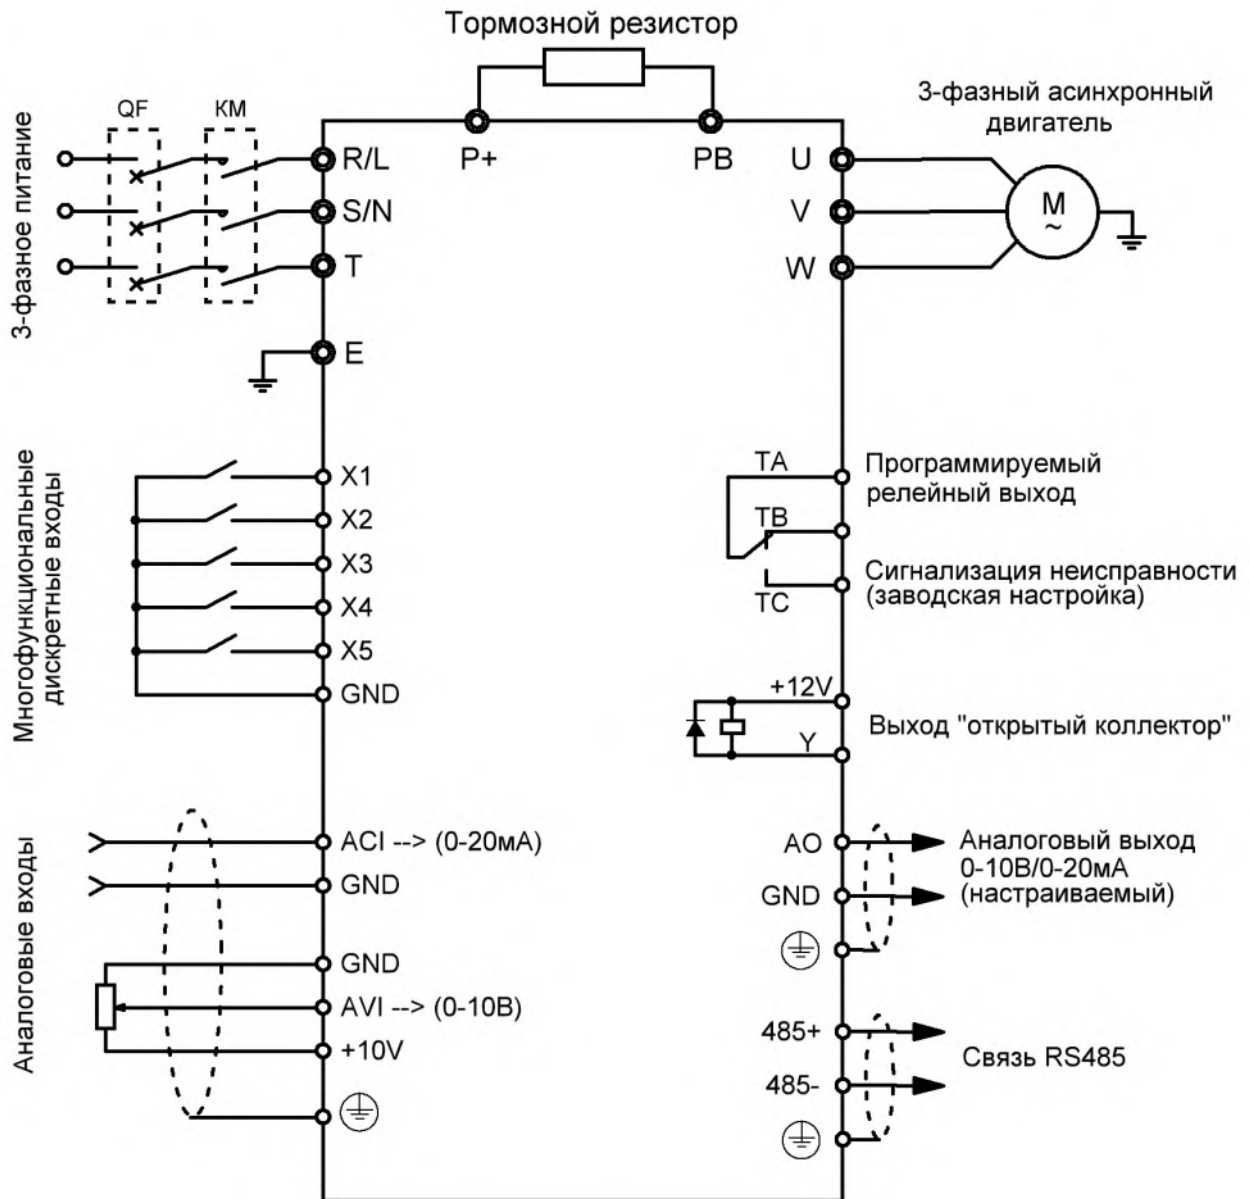 Тормозной резистор
QF
KM
3-фазный асинхронный
двигатель
3-фазное питание
R/L
P+
PB
U
S/N
V
M
~
T
W
E
Многофункциональные
дискретные входы
X1
X2
X3
X4
X5
GND
TA
Программируемый
релейный выход
TB
Сигнализация неисправности
(заводская настройка)
TC
+12V
Выход "открытый коллектор"
Y
Аналоговые входы
ACI --> (0-20мА)
GND
GND
AVI --> (0-10В)
+10V
AO
Аналоговый выход
0-10В/0-20мА
GND
(настраиваемый)
485+
Связь RS485
485-